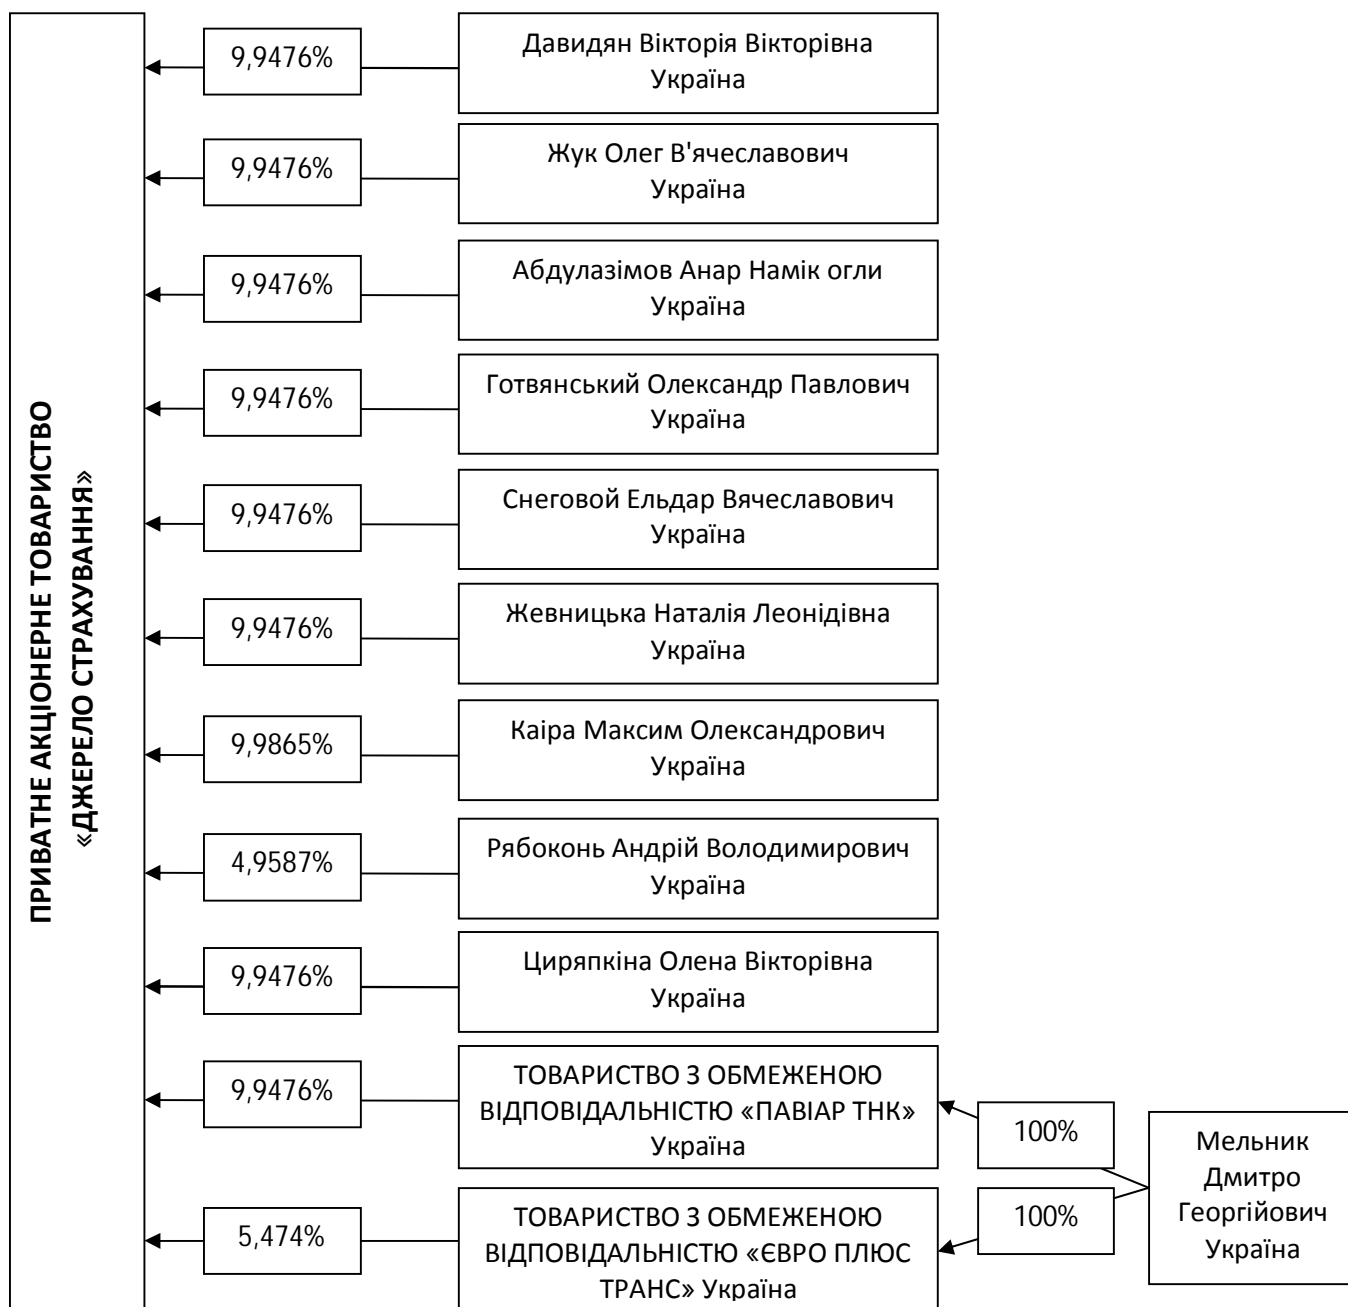 ПРИВАТНЕ АКЦІОНЕРНЕ ТОВАРИСТВО
«ДЖЕРЕЛО СТРАХУВАННЯ»
9,9476%
Давидян Вікторія Вікторівна
Україна
9,9476%
Жук Олег В'ячеславович
Україна
9,9476%
Абдулазімов Анар Намік огли
Україна
9,9476%
Готвянський Олександр Павлович
Україна
9,9476%
Снеговой Ельдар Вячеславович
Україна
9,9476%
Жевницька Наталія Леонідівна
Україна
9,9865%
Каіра Максим Олександрович
Україна
4,9587%
Рябоконь Андрій Володимирович
Україна
9,9476%
Циряпкіна Олена Вікторівна
Україна
9,9476%
ТОВАРИСТВО З ОБМЕЖЕНОЮ
ВІДПОВІДАЛЬНІСТЮ «ПАВІАР ТНК»
Україна
100%
5,474%
ТОВАРИСТВО З ОБМЕЖЕНОЮ
ВІДПОВІДАЛЬНІСТЮ «ЄВРО ПЛЮС
ТРАНС» Україна
100%
Мельник
Дмитро
Георгійович
Україна